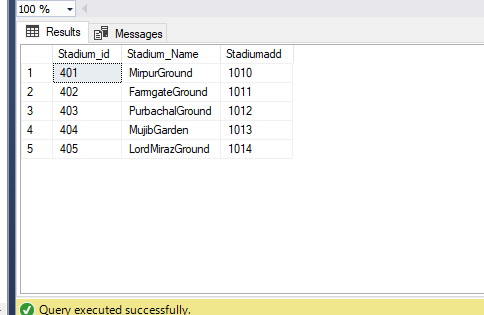 100 %
Results Messages
Stadium_id Stadium_Name Stadiumadd
1 401 MirpurGround 1010
2 402 FarmgateGround 1011
3 403 PurbachalGround 1012
4 404 MujibGarden 1013
5 405 LordMirazGround 1014
Query executed successfully.